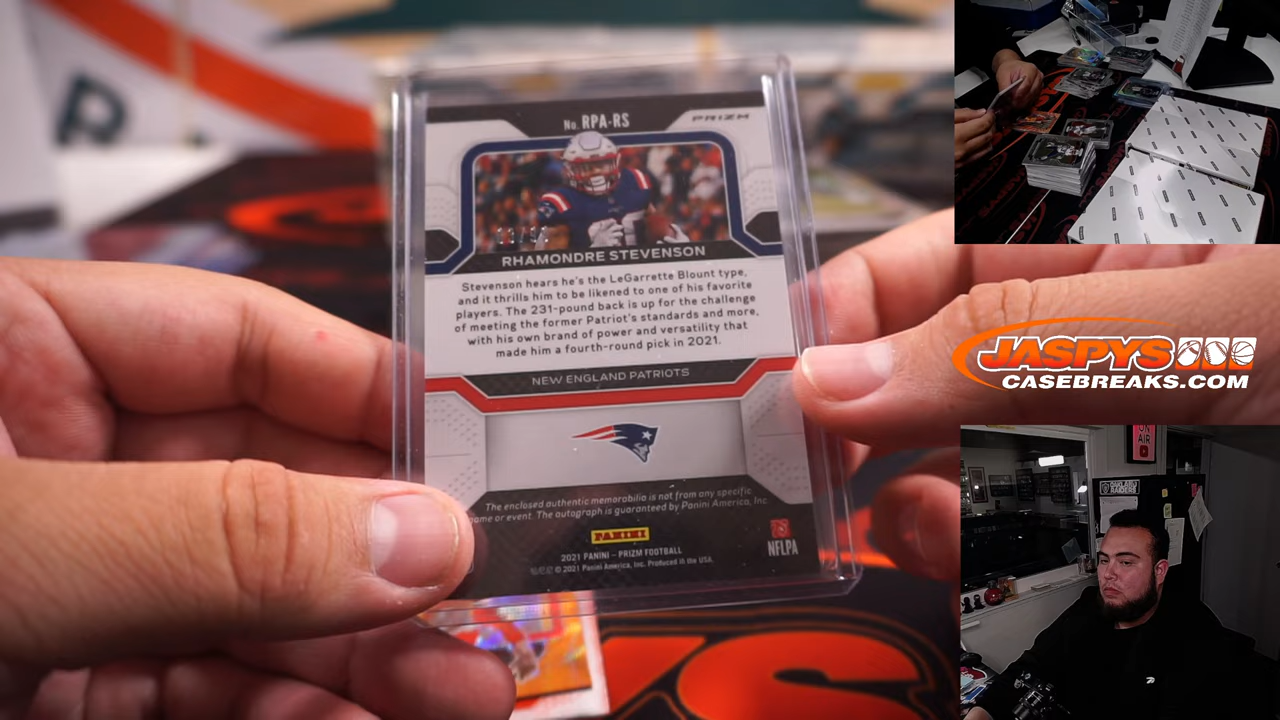 No. RPA-RS
PRIZM
RHAMONDRE STEVENSON
Stevenson hears he's the LeGarrette Blount type,
and it thrills him to be likened to one of his favorite
players. The 231-pound back is up for the challenge
of meeting the former Patriot's standards and more,
with his own brand of power and versatility that
made him a fourth-round pick in 2021.
NEW ENGLAND PATRIOTS
The enclosed authentic memorabilia is not from any specific
game or event. The autograph is guaranteed by Panini America, Inc.
PANINI
2021 PANINI – PRIZM FOOTBALL
© 2021 Panini America, Inc. Produced in the USA.
NFLPA
JASPYS
CASEBREAKS.COM
ON
AIR
OAKLAND
RAIDERS